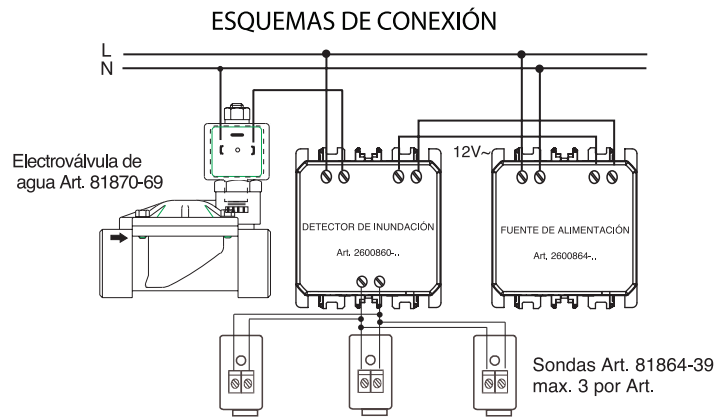 ESQUEMAS DE CONEXIÓN
L
N
12V~
Electroválvula de
agua Art. 81870-69
DETECTOR DE INUNDACIÓN
Art. 2600860-..
FUENTE DE ALIMENTACIÓN
Art. 2600864-..
Sondas Art. 81864-39
max. 3 por Art.